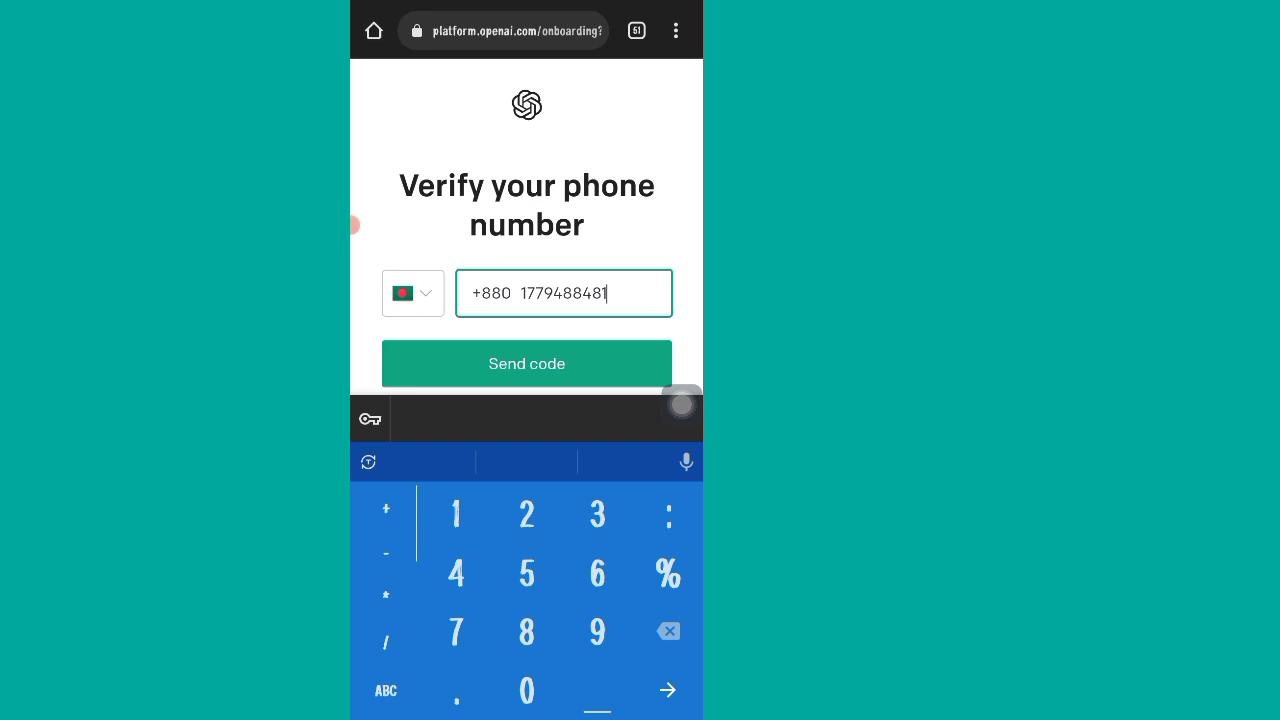 platform.openai.com/onboarding?
51
Verify your phone
number
+880 1779488481
Send code
+ 1 2 3 :
-
4 5 6 %
*
7 8 9
/
ABC . 0 _